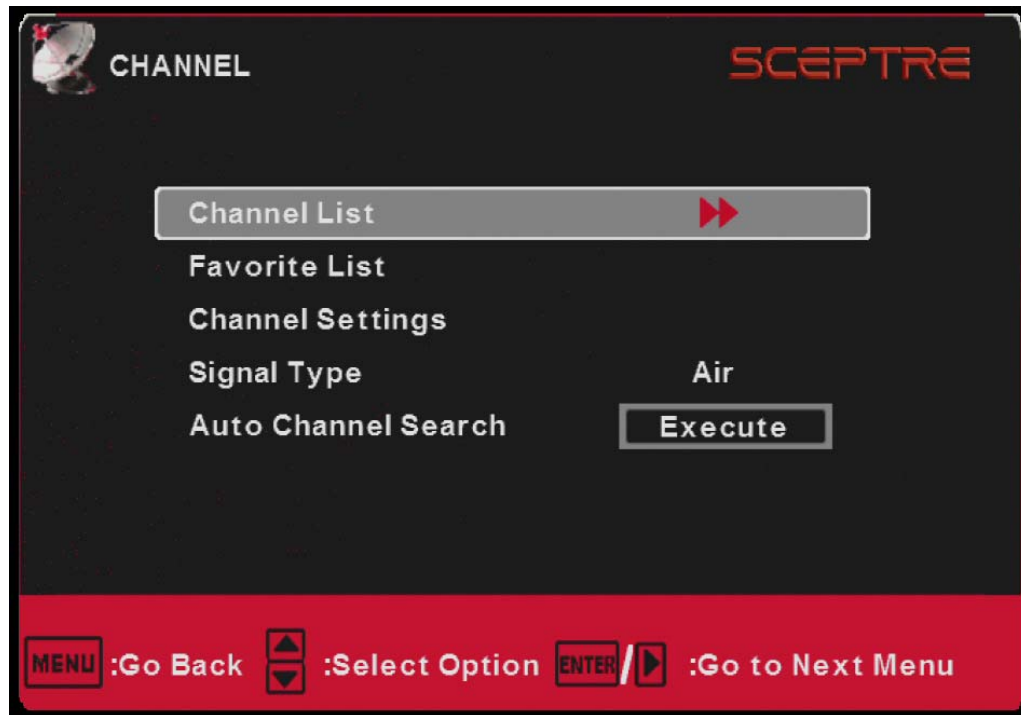 CHANNEL SCEPTRE
Channel List
Favorite List
Channel Settings
Signal Type Air
Auto Channel Search Execute
MENU :Go Back :Select Option ENTER/ :Go to Next Menu